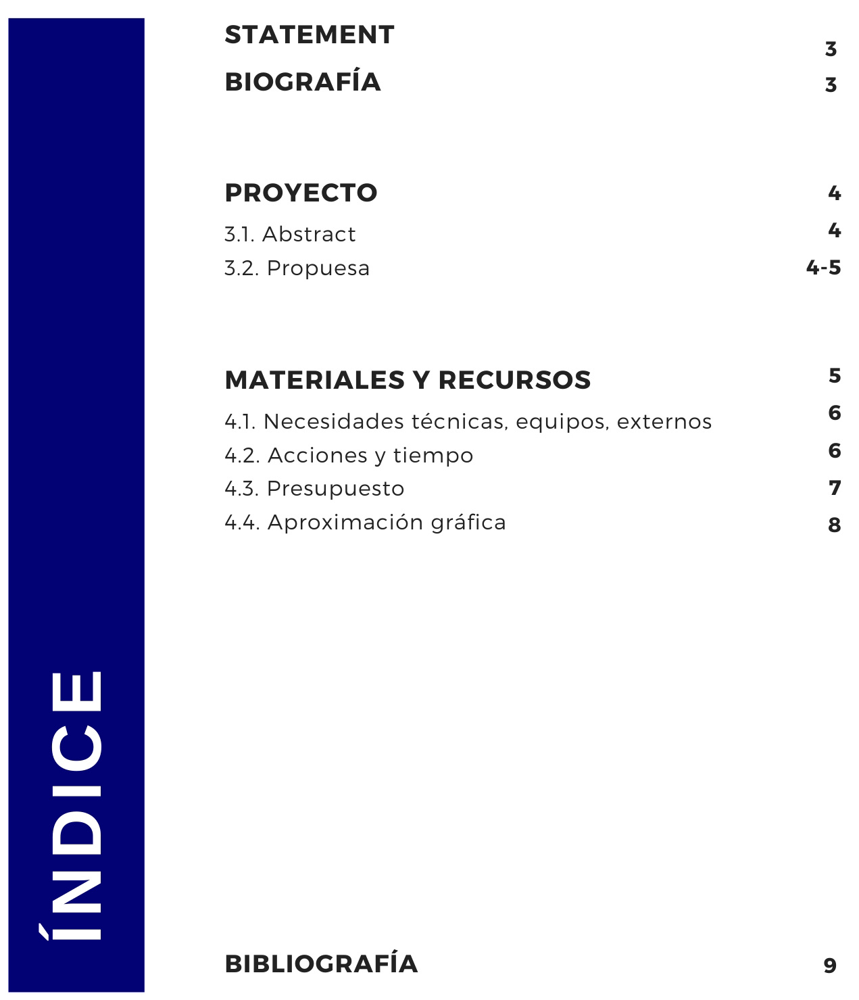 ÍNDICE
STATEMENT 3
BIOGRAFÍA 3
PROYECTO 4
3.1. Abstract 4
3.2. Propuesa 4-5
MATERIALES Y RECURSOS 5
4.1. Necesidades técnicas, equipos, externos 6
4.2. Acciones y tiempo 6
4.3. Presupuesto 7
4.4. Aproximación gráfica 8
BIBLIOGRAFÍA 9